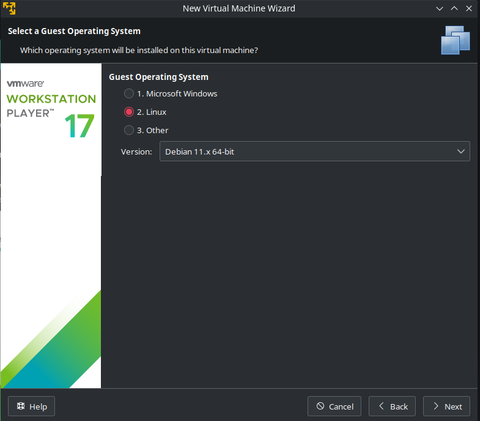 New Virtual Machine Wizard
Select a Guest Operating System
Which operating system will be installed on this virtual machine?
vmware®
WORKSTATION
PLAYER™
17
Guest Operating System
1. Microsoft Windows
2. Linux
3. Other
Version: Debian 11.x 64-bit
Help
Cancel
Back
Next